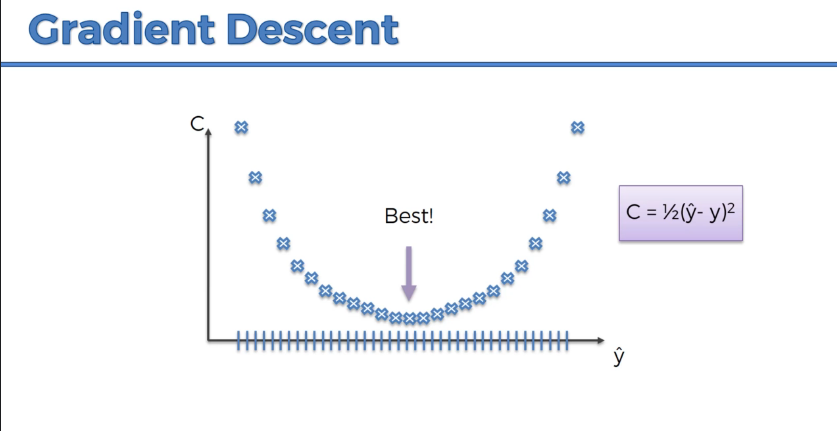 Gradient Descent
C
Best!
C = ½(ŷ- y)²
ŷ